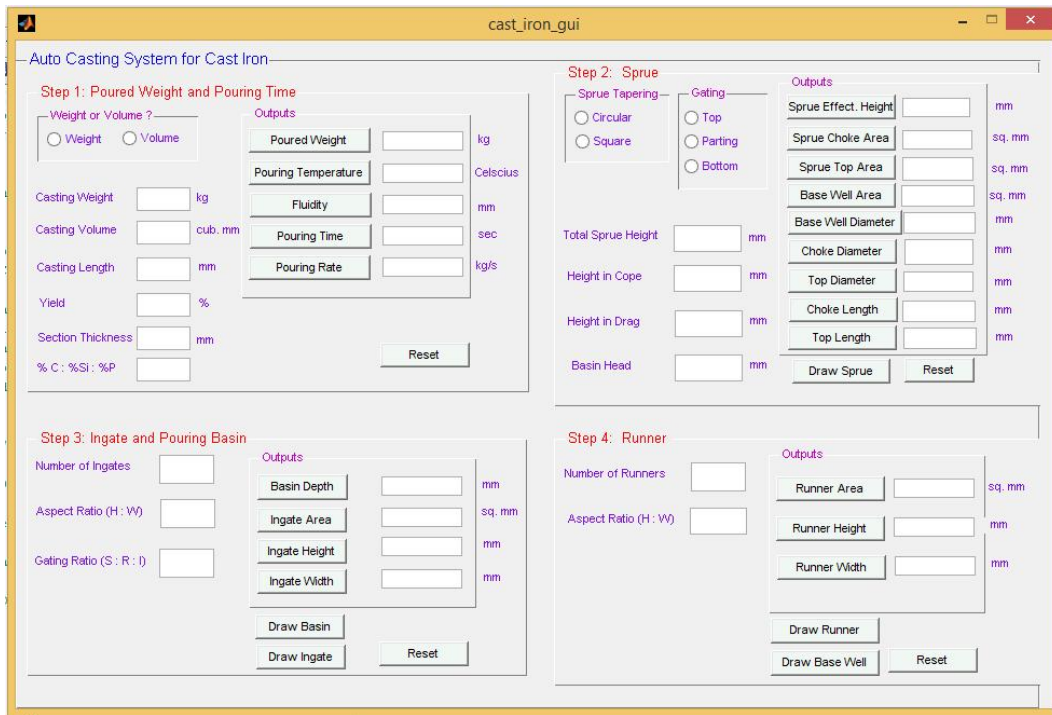 cast_iron_gui
Auto Casting System for Cast Iron
Step 1: Poured Weight and Pouring Time
Weight or Volume ?
Weight
Volume
Casting Weight
kg
Casting Volume
cub. mm
Casting Length
mm
Yield
%
Section Thickness
mm
% C : %Si : %P
Outputs
Poured Weight
kg
Pouring Temperature
Celscius
Fluidity
mm
Pouring Time
sec
Pouring Rate
kg/s
Reset
Step 2: Sprue
Sprue Tapering
Circular
Square
Gating
Top
Parting
Bottom
Total Sprue Height
mm
Height in Cope
mm
Height in Drag
mm
Basin Head
mm
Outputs
Sprue Effect. Height
mm
Sprue Choke Area
sq. mm
Sprue Top Area
sq. mm
Base Well Area
sq. mm
Base Well Diameter
mm
Choke Diameter
mm
Top Diameter
mm
Choke Length
mm
Top Length
mm
Draw Sprue
Reset
Step 3: Ingate and Pouring Basin
Number of Ingates
Aspect Ratio (H : W)
Gating Ratio (S : R : I)
Outputs
Basin Depth
mm
Ingate Area
sq. mm
Ingate Height
mm
Ingate Width
mm
Draw Basin
Draw Ingate
Reset
Step 4: Runner
Number of Runners
Aspect Ratio (H : W)
Outputs
Runner Area
sq. mm
Runner Height
mm
Runner Width
mm
Draw Runner
Draw Base Well
Reset